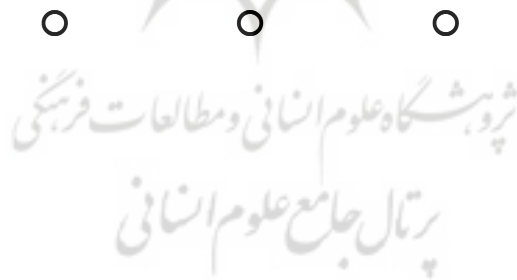 پژوهشگاه علوم انسانی و مطالعات فرهنگی
پرتال جامع علوم انسانی